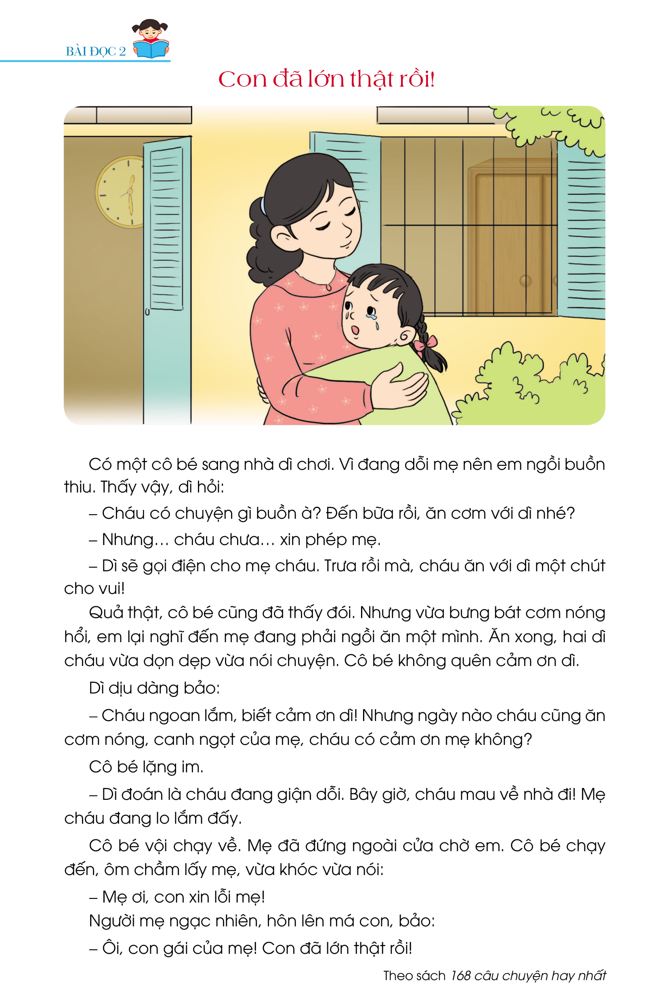 BÀI ĐỌC 2
Con đã lớn thật rồi!
Có một cô bé sang nhà dì chơi. Vì đang dỗi mẹ nên em ngồi buồn
thiu. Thấy vậy, dì hỏi:
– Cháu có chuyện gì buồn à? Đến bữa rồi, ăn cơm với dì nhé?
– Nhưng... cháu chưa... xin phép mẹ.
– Dì sẽ gọi điện cho mẹ cháu. Trưa rồi mà, cháu ăn với dì một chút
cho vui!
Quả thật, cô bé cũng đã thấy đói. Nhưng vừa bưng bát cơm nóng
hổi, em lại nghĩ đến mẹ đang phải ngồi ăn một mình. Ăn xong, hai dì
cháu vừa dọn dẹp vừa nói chuyện. Cô bé không quên cảm ơn dì.
Dì dịu dàng bảo:
– Cháu ngoan lắm, biết cảm ơn dì! Nhưng ngày nào cháu cũng ăn
cơm nóng, canh ngọt của mẹ, cháu có cảm ơn mẹ không?
Cô bé lặng im.
– Dì đoán là cháu đang giận dỗi. Bây giờ, cháu mau về nhà đi! Mẹ
cháu đang lo lắm đấy.
Cô bé vội chạy về. Mẹ đã đứng ngoài cửa chờ em. Cô bé chạy
đến, ôm chầm lấy mẹ, vừa khóc vừa nói:
– Mẹ ơi, con xin lỗi mẹ!
Người mẹ ngạc nhiên, hôn lên má con, bảo:
– Ôi, con gái của mẹ! Con đã lớn thật rồi!
Theo sách 168 câu chuyện hay nhất